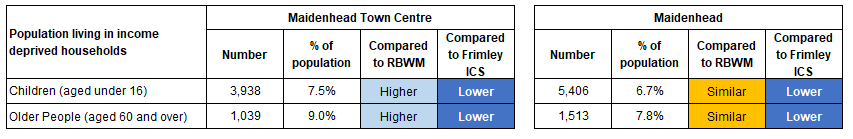 Population living in income deprived households Maidenhead Town Centre Maidenhead
Number % of population Compared to RBWM Compared to Frimley ICS Number % of population Compared to RBWM Compared to Frimley ICS
Children (aged under 16) 3,938 7.5% Higher Lower 5,406 6.7% Similar Lower
Older People (aged 60 and over) 1,039 9.0% Higher Lower 1,513 7.8% Similar Lower